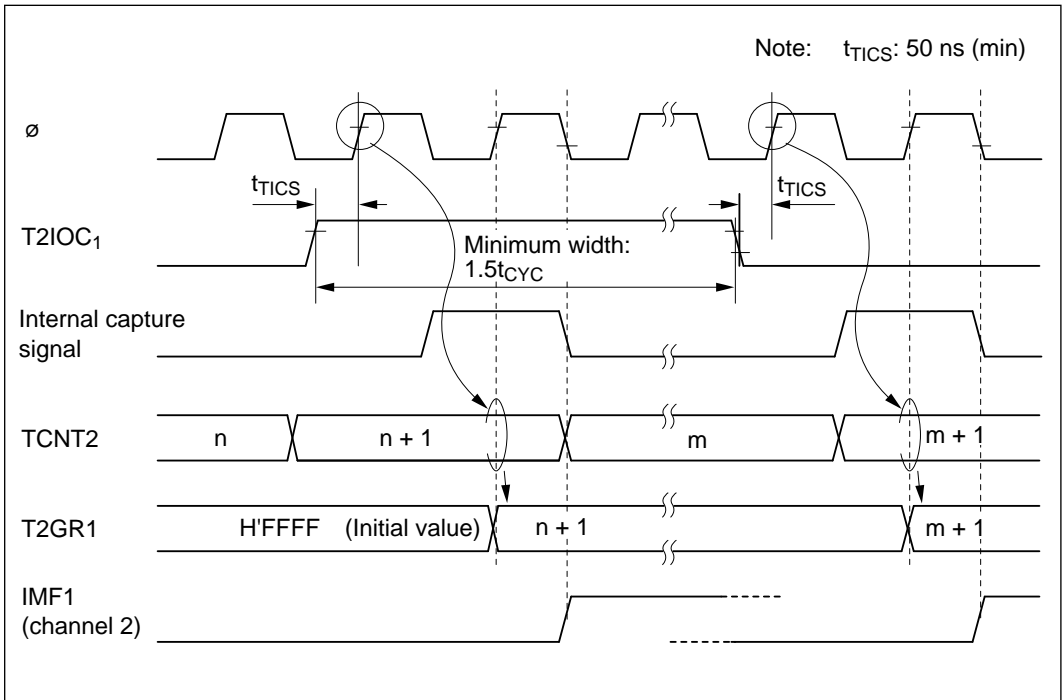 Note: tTICS: 50 ns (min)
ø
tTICS
tTICS
T2IOC1
Minimum width:
1.5tCYC
Internal capture
signal
TCNT2
n
n + 1
m
m + 1
T2GR1
H'FFFF (Initial value)
n + 1
m + 1
IMF1
(channel 2)